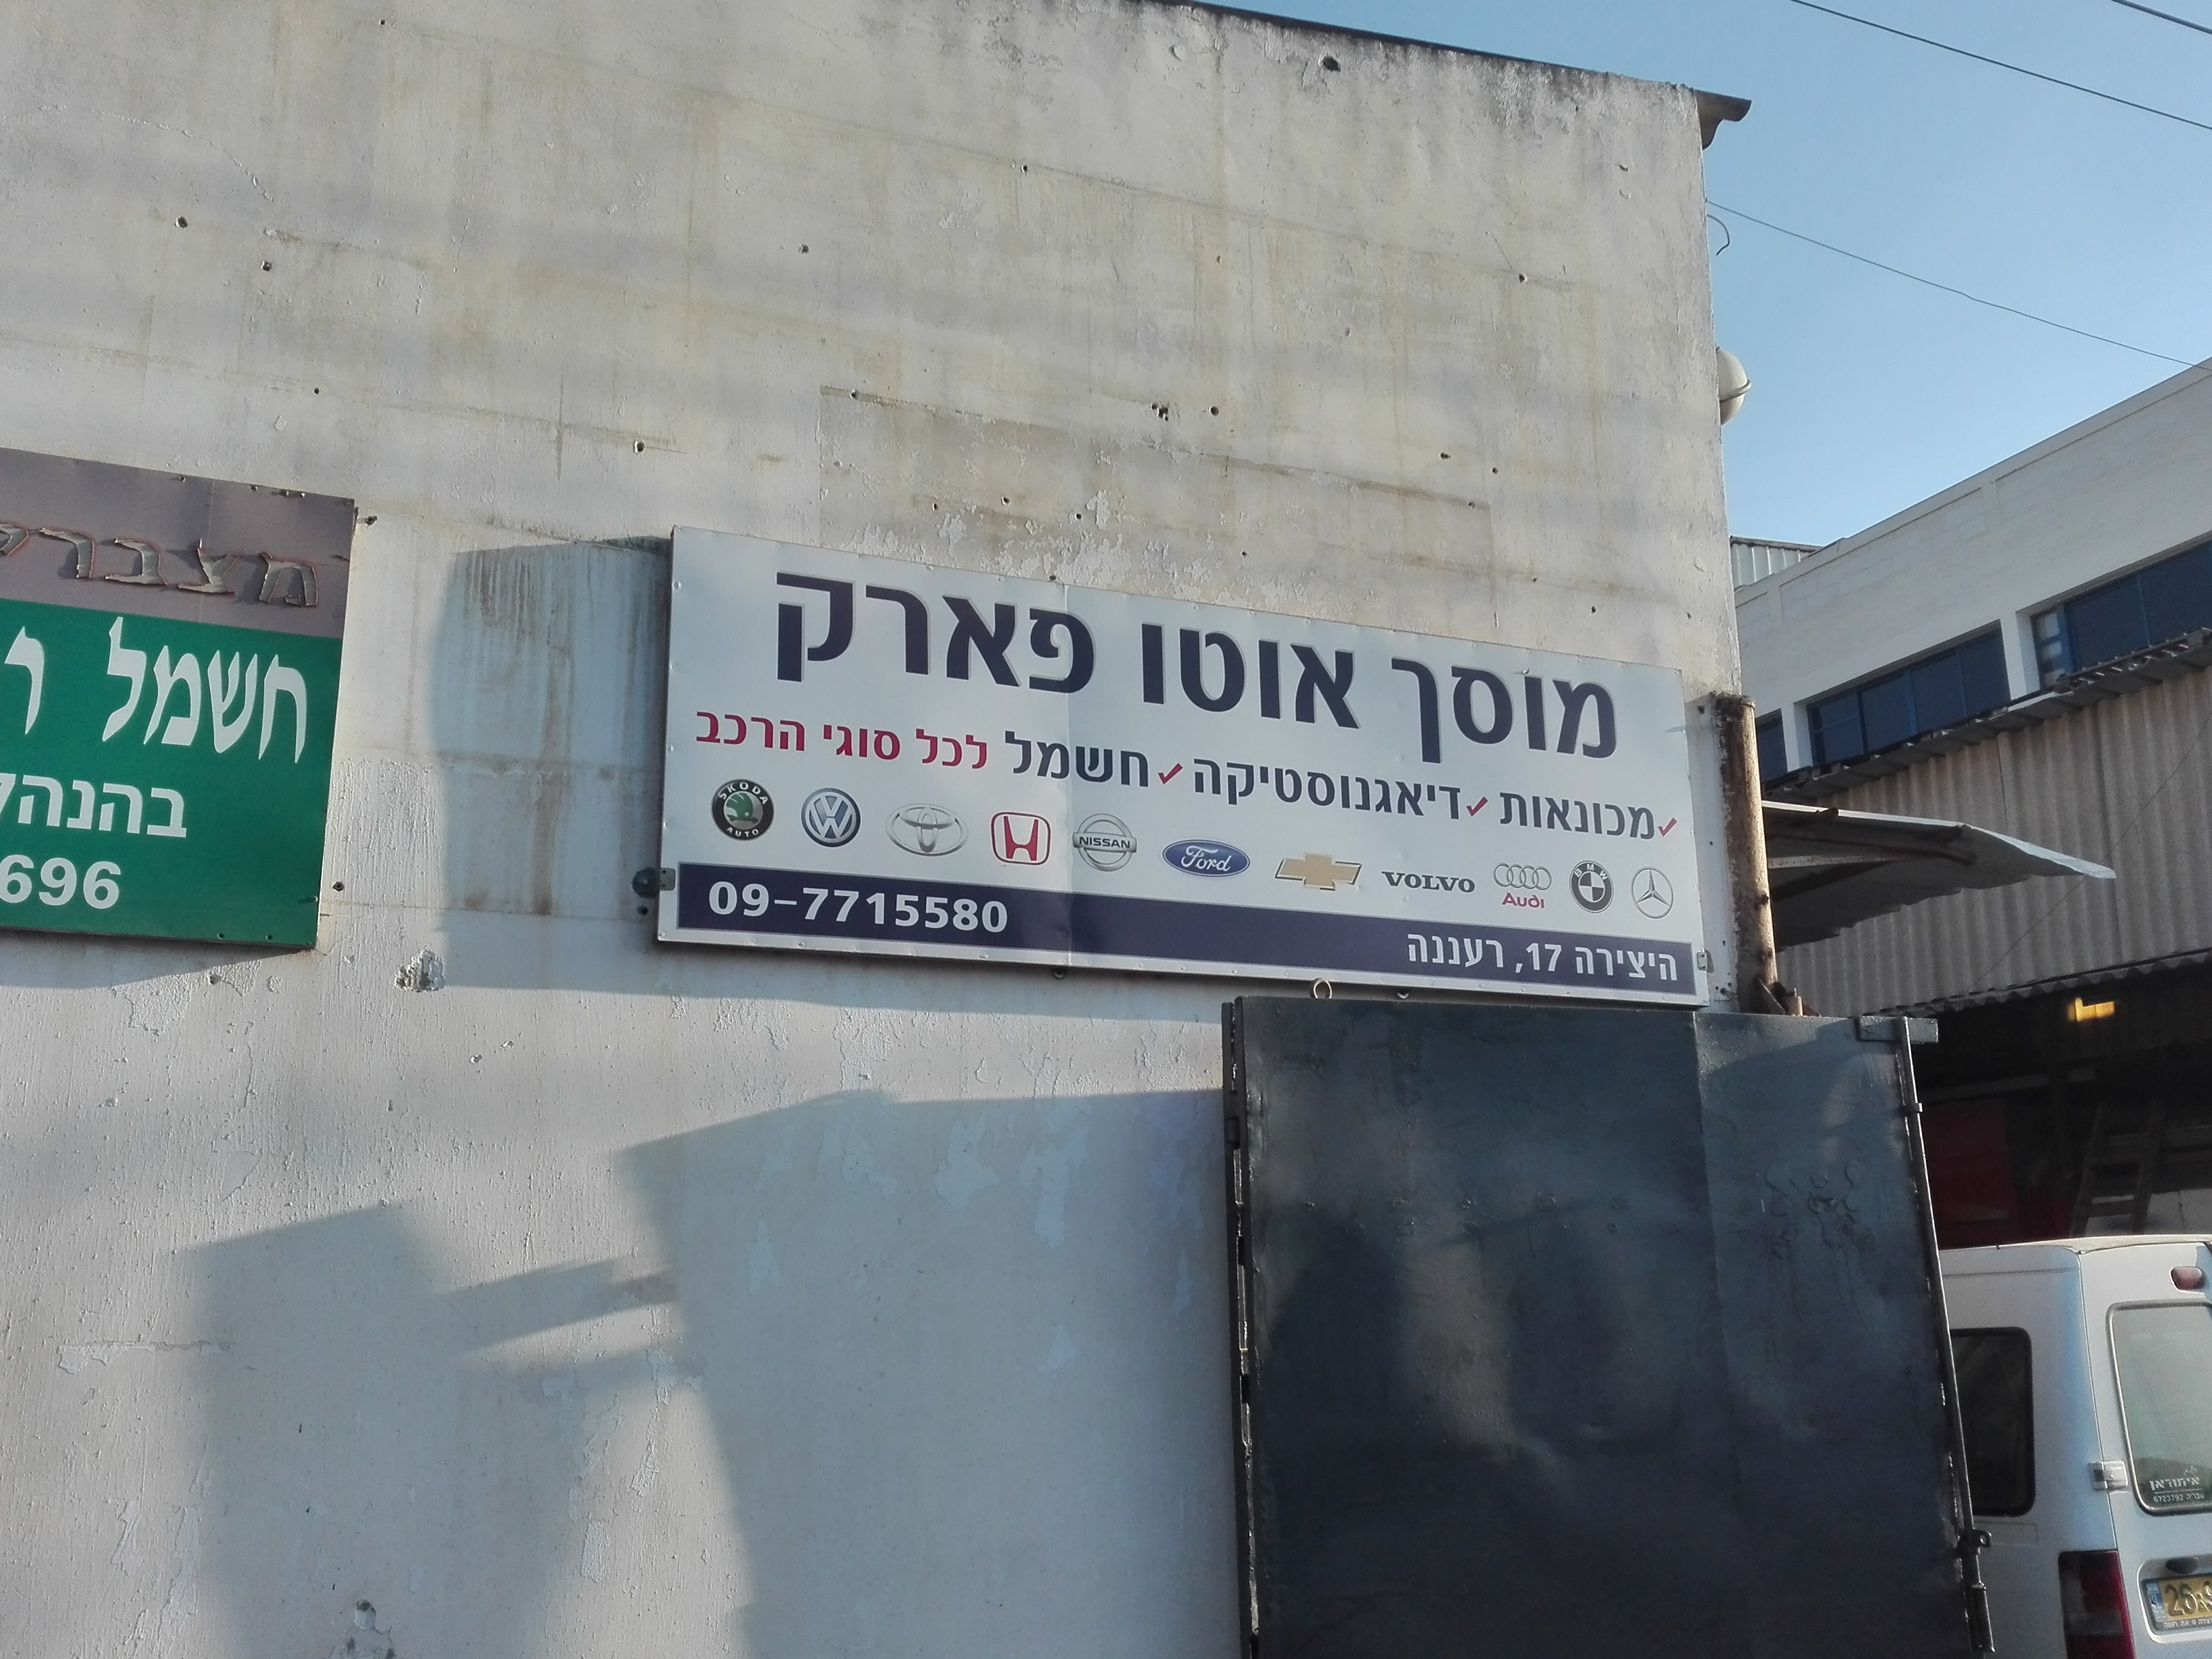 מוסך אוטו פארק
מכונאות ✓דיאגנוסטיקה ✓חשמל לכל סוגי הרכב✓
SKODA AUTO
NISSAN
Ford
VOLVO
Audi
BMW
היצירה 17, רעננה
09-7715580
חשמל
696
איתוראן